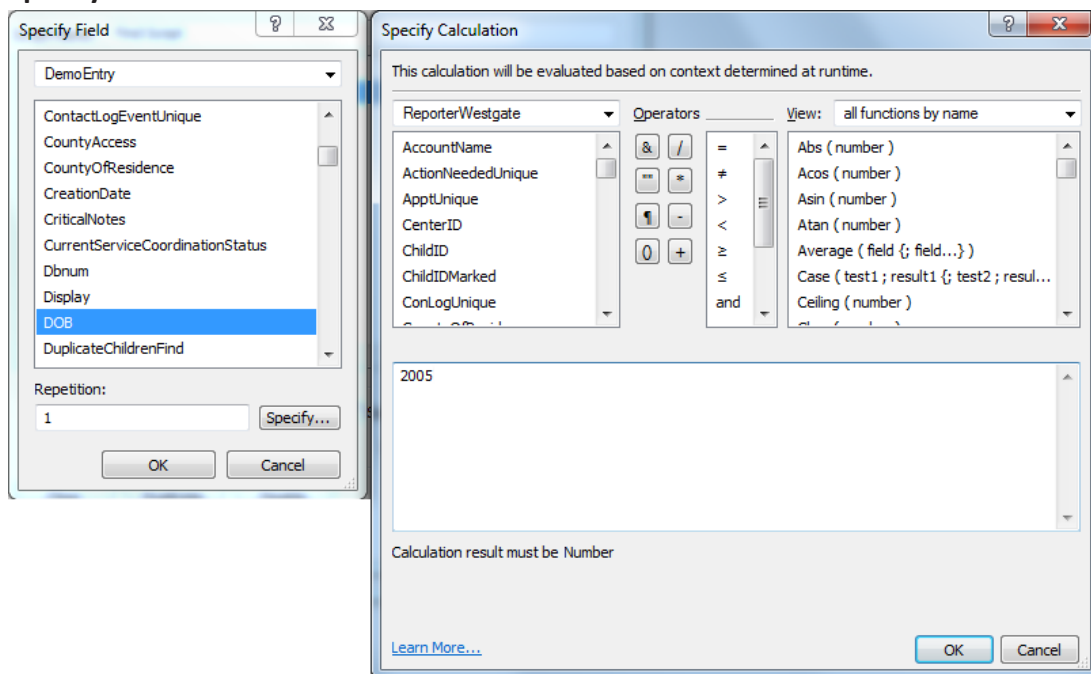 Specify Field
DemoEntry
ContactLogEventUnique
CountyAccess
CountyOfResidence
CreationDate
CriticalNotes
CurrentServiceCoordinationStatus
Dbnum
Display
DOB
DuplicateChildrenFind
Repetition:
1
Specify...
OK Cancel
Specify Calculation
This calculation will be evaluated based on context determined at runtime.
ReporterWestgate
AccountName
ActionNeededUnique
ApptUnique
CenterID
ChildID
ChildIDMarked
ConLogUnique
Operators
& /
"" *
¶ -
() +
=
≠
>
<
≥
≤
and
View: all functions by name
Abs ( number )
Acos ( number )
Asin ( number )
Atan ( number )
Average ( field {; field...} )
Case ( test1 ; result1 {; test2 ; resul...
Ceiling ( number )
2005
Calculation result must be Number
Learn More...
OK Cancel